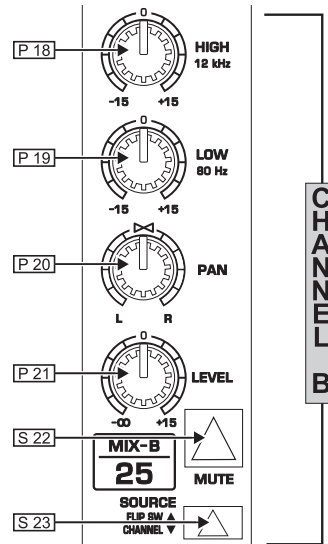 0
P 18
HIGH
12 kHz
-15 +15
0
P 19
LOW
80 Hz
-15 +15
P 20
PAN
L R
0
P 21
LEVEL
-∞ +15
S 22
MIX-B
25
MUTE
SOURCE
S 23
FLIP SW ▲
CHANNEL ▼
CHANNEL B